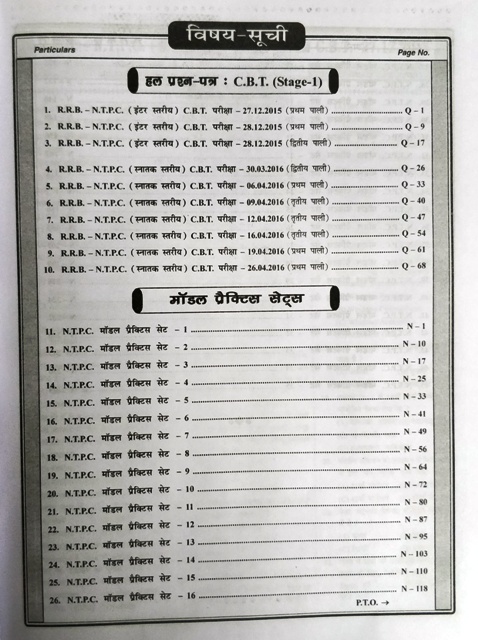 विषय-सूची
Particulars Page No.
हल प्रश्न-पत्र : C.B.T. (Stage-1)
1. R.R.B. – N.T.P.C. (इंटर स्तरीय) C.B.T. परीक्षा – 27.12.2015 (प्रथम पाली) ........ Q – 1
2. R.R.B. – N.T.P.C. (इंटर स्तरीय) C.B.T. परीक्षा – 28.12.2015 (प्रथम पाली) ........ Q – 9
3. R.R.B. – N.T.P.C. (इंटर स्तरीय) C.B.T. परीक्षा – 28.12.2015 (द्वितीय पाली) ........ Q – 17
4. R.R.B. – N.T.P.C. (स्नातक स्तरीय) C.B.T. परीक्षा – 30.03.2016 (द्वितीय पाली) ........ Q – 26
5. R.R.B. – N.T.P.C. (स्नातक स्तरीय) C.B.T. परीक्षा – 06.04.2016 (प्रथम पाली) ........ Q – 33
6. R.R.B. – N.T.P.C. (स्नातक स्तरीय) C.B.T. परीक्षा – 09.04.2016 (तृतीय पाली) ........ Q – 40
7. R.R.B. – N.T.P.C. (स्नातक स्तरीय) C.B.T. परीक्षा – 12.04.2016 (तृतीय पाली) ........ Q – 47
8. R.R.B. – N.T.P.C. (स्नातक स्तरीय) C.B.T. परीक्षा – 16.04.2016 (तृतीय पाली) ........ Q – 54
9. R.R.B. – N.T.P.C. (स्नातक स्तरीय) C.B.T. परीक्षा – 19.04.2016 (प्रथम पाली) ........ Q – 61
10. R.R.B. – N.T.P.C. (स्नातक स्तरीय) C.B.T. परीक्षा – 26.04.2016 (प्रथम पाली) ........ Q – 68
मॉडल प्रैक्टिस सेट्स
11. N.T.P.C. मॉडल प्रैक्टिस सेट – 1 ........ N – 1
12. N.T.P.C. मॉडल प्रैक्टिस सेट – 2 ........ N – 10
13. N.T.P.C. मॉडल प्रैक्टिस सेट – 3 ........ N – 17
14. N.T.P.C. मॉडल प्रैक्टिस सेट – 4 ........ N – 25
15. N.T.P.C. मॉडल प्रैक्टिस सेट – 5 ........ N – 33
16. N.T.P.C. मॉडल प्रैक्टिस सेट – 6 ........ N – 41
17. N.T.P.C. मॉडल प्रैक्टिस सेट – 7 ........ N – 49
18. N.T.P.C. मॉडल प्रैक्टिस सेट – 8 ........ N – 56
19. N.T.P.C. मॉडल प्रैक्टिस सेट – 9 ........ N – 64
20. N.T.P.C. मॉडल प्रैक्टिस सेट – 10 ........ N – 72
21. N.T.P.C. मॉडल प्रैक्टिस सेट – 11 ........ N – 80
22. N.T.P.C. मॉडल प्रैक्टिस सेट – 12 ........ N – 87
23. N.T.P.C. मॉडल प्रैक्टिस सेट – 13 ........ N – 95
24. N.T.P.C. मॉडल प्रैक्टिस सेट – 14 ........ N – 103
25. N.T.P.C. मॉडल प्रैक्टिस सेट – 15 ........ N – 110
26. N.T.P.C. मॉडल प्रैक्टिस सेट – 16 ........ N – 118
P.T.O. →